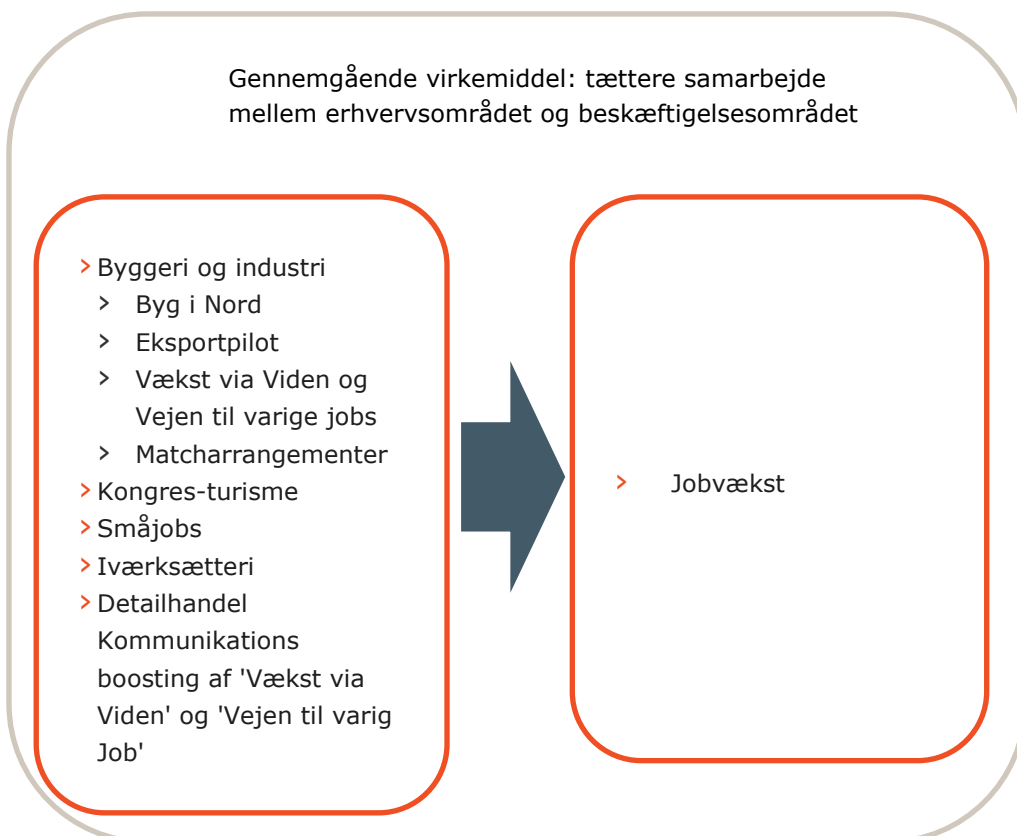 Gennemgående virkemiddel: tættere samarbejde
mellem erhvervsområdet og beskæftigelsesområdet
> Byggeri og industri
> Byg i Nord
> Eksportpilot
> Vækst via Viden og
Vejen til varige jobs
> Matcharrangementer
> Kongres-turisme
> Småjobs
> Iværksætteri
> Detailhandel
Kommunikations
boosting af 'Vækst via
Viden' og 'Vejen til varig
Job'
> Jobvækst